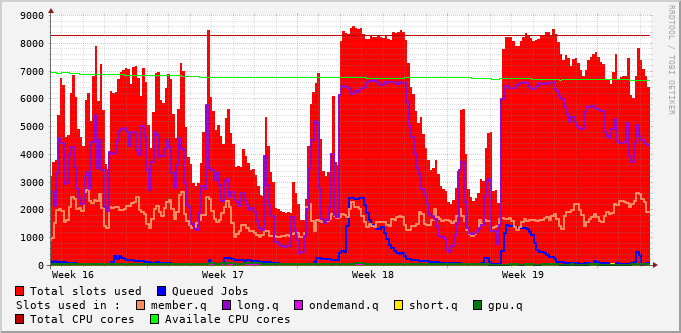 RRDTOOL / TOBI OETIKER
9000
8000
7000
6000
5000
4000
3000
2000
1000
0
Week 16 Week 17 Week 18 Week 19
Total slots used Queued Jobs
Slots used in : member.q long.q ondemand.q short.q gpu.q
Total CPU cores Availale CPU cores